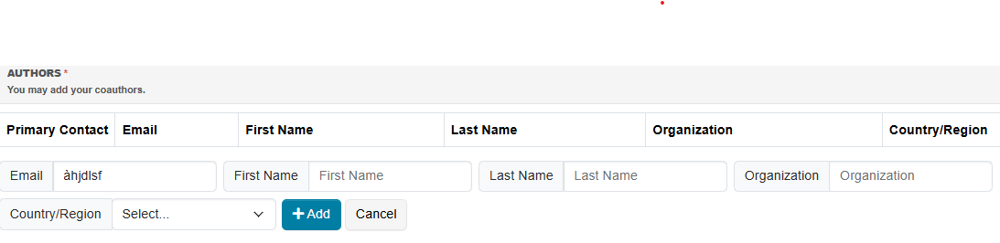 AUTHORS *
You may add your coauthors.
Primary Contact Email First Name Last Name Organization Country/Region
Email àhjdlsf First Name First Name Last Name Last Name Organization Organization
Country/Region Select... + Add Cancel